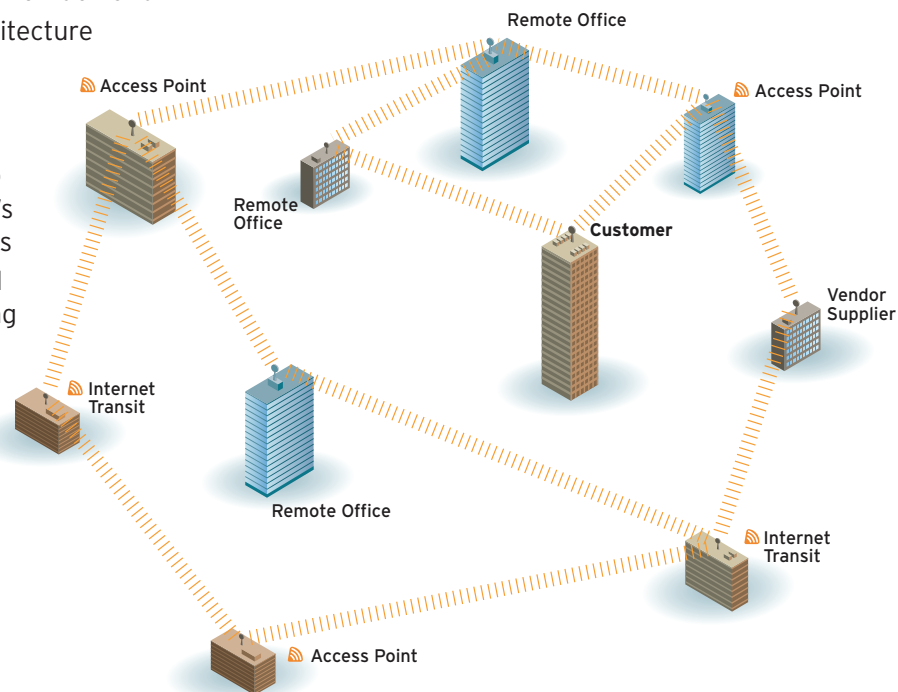 itecture
's
s
Remote Office
Access Point
Access Point
Remote
Office
Customer
Vendor
Supplier
Internet
Transit
Remote Office
Internet
Transit
Access Point